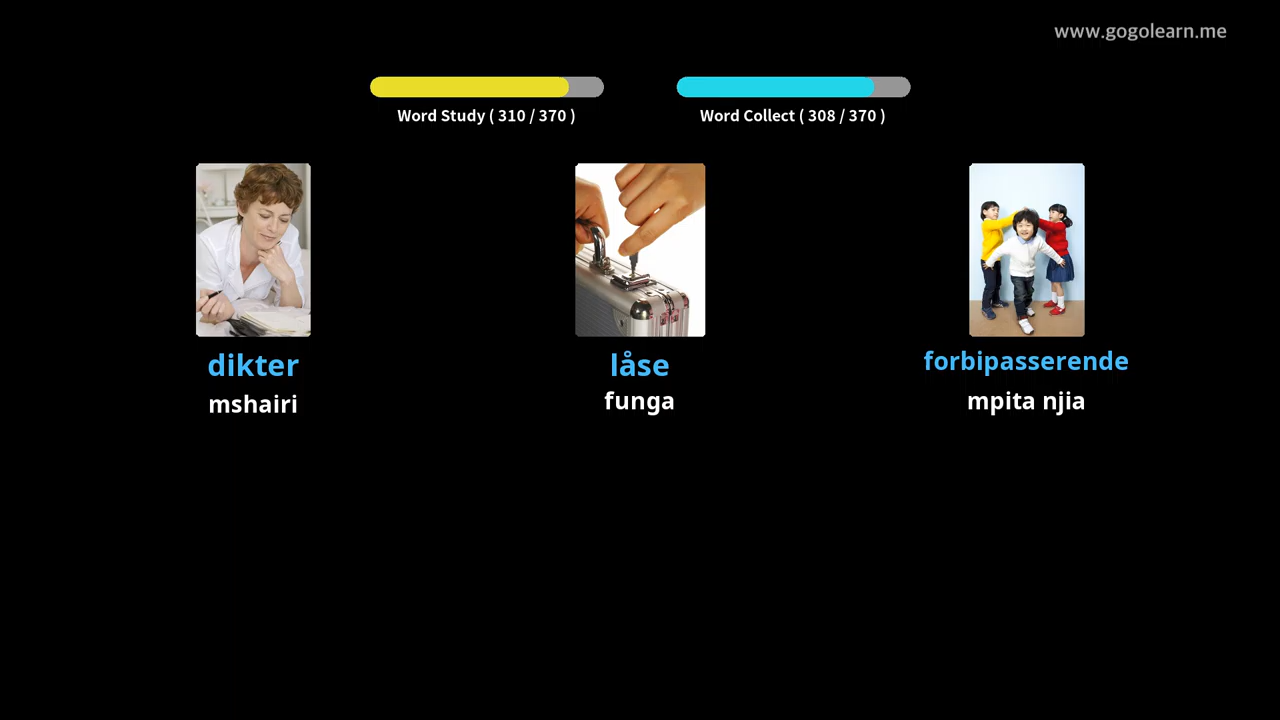 www.gogolearn.me
Word Study ( 310 / 370 )
Word Collect ( 308 / 370 )
dikter
mshairi
låse
funga
forbipasserende
mpita njia